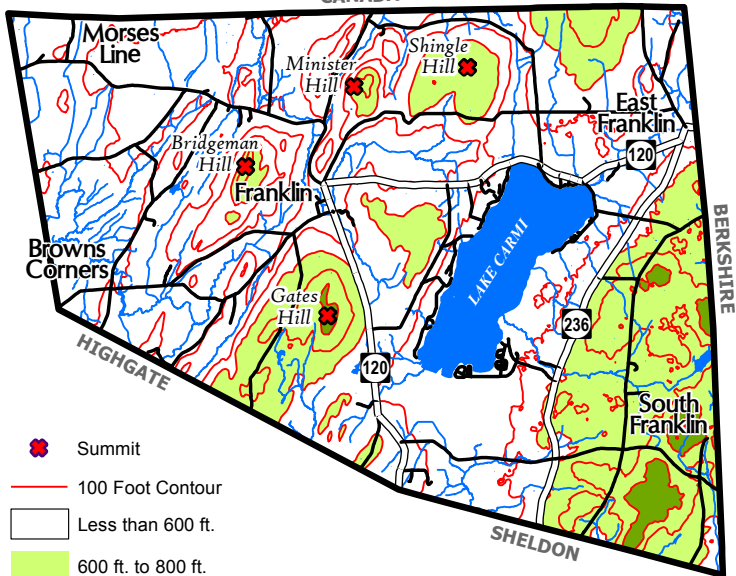 CANADA
Morses
Line
Minister
Hill
Shingle
Hill
East
Franklin
120
Bridgeman
Hill
Franklin
BERKSHIRE
LAKE CARMI
Browns
Corners
Gates
Hill
236
HIGHGATE
120
South
Franklin
SHELDON
Summit
100 Foot Contour
Less than 600 ft.
600 ft. to 800 ft.